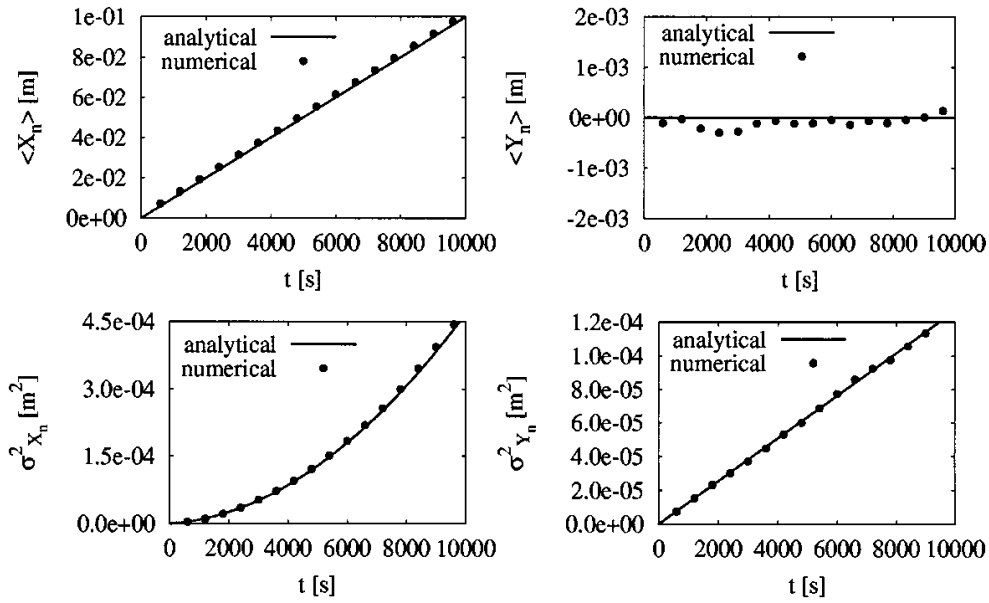 1e-01
8e-02
6e-02
4e-02
2e-02
0e+00
<X_n> [m]
analytical
numerical
0 2000 4000 6000 8000 10000
t [s]
2e-03
1e-03
0e+00
-1e-03
-2e-03
<Y_n> [m]
analytical
numerical
0 2000 4000 6000 8000 10000
t [s]
4.5e-04
3.0e-04
1.5e-04
0.0e+00
σ²_{X_n} [m²]
analytical
numerical
0 2000 4000 6000 8000 10000
t [s]
1.2e-04
1.0e-04
8.0e-05
6.0e-05
4.0e-05
2.0e-05
0.0e+00
σ²_{Y_n} [m²]
analytical
numerical
0 2000 4000 6000 8000 10000
t [s]